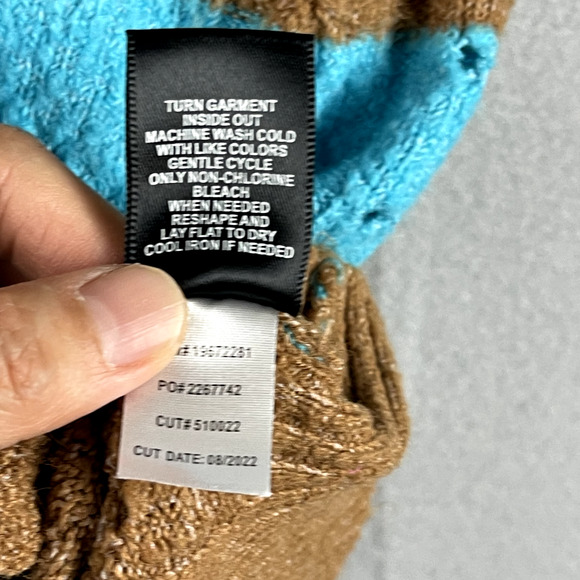 TURN GARMENT
INSIDE OUT
MACHINE WASH COLD
WITH LIKE COLORS
GENTLE CYCLE
ONLY NON-CHLORINE
BLEACH
WHEN NEEDED
RESHAPE AND
LAY FLAT TO DRY
COOL IRON IF NEEDED
# 19672281
PO# 2267742
CUT# 510022
CUT DATE: 08/2022